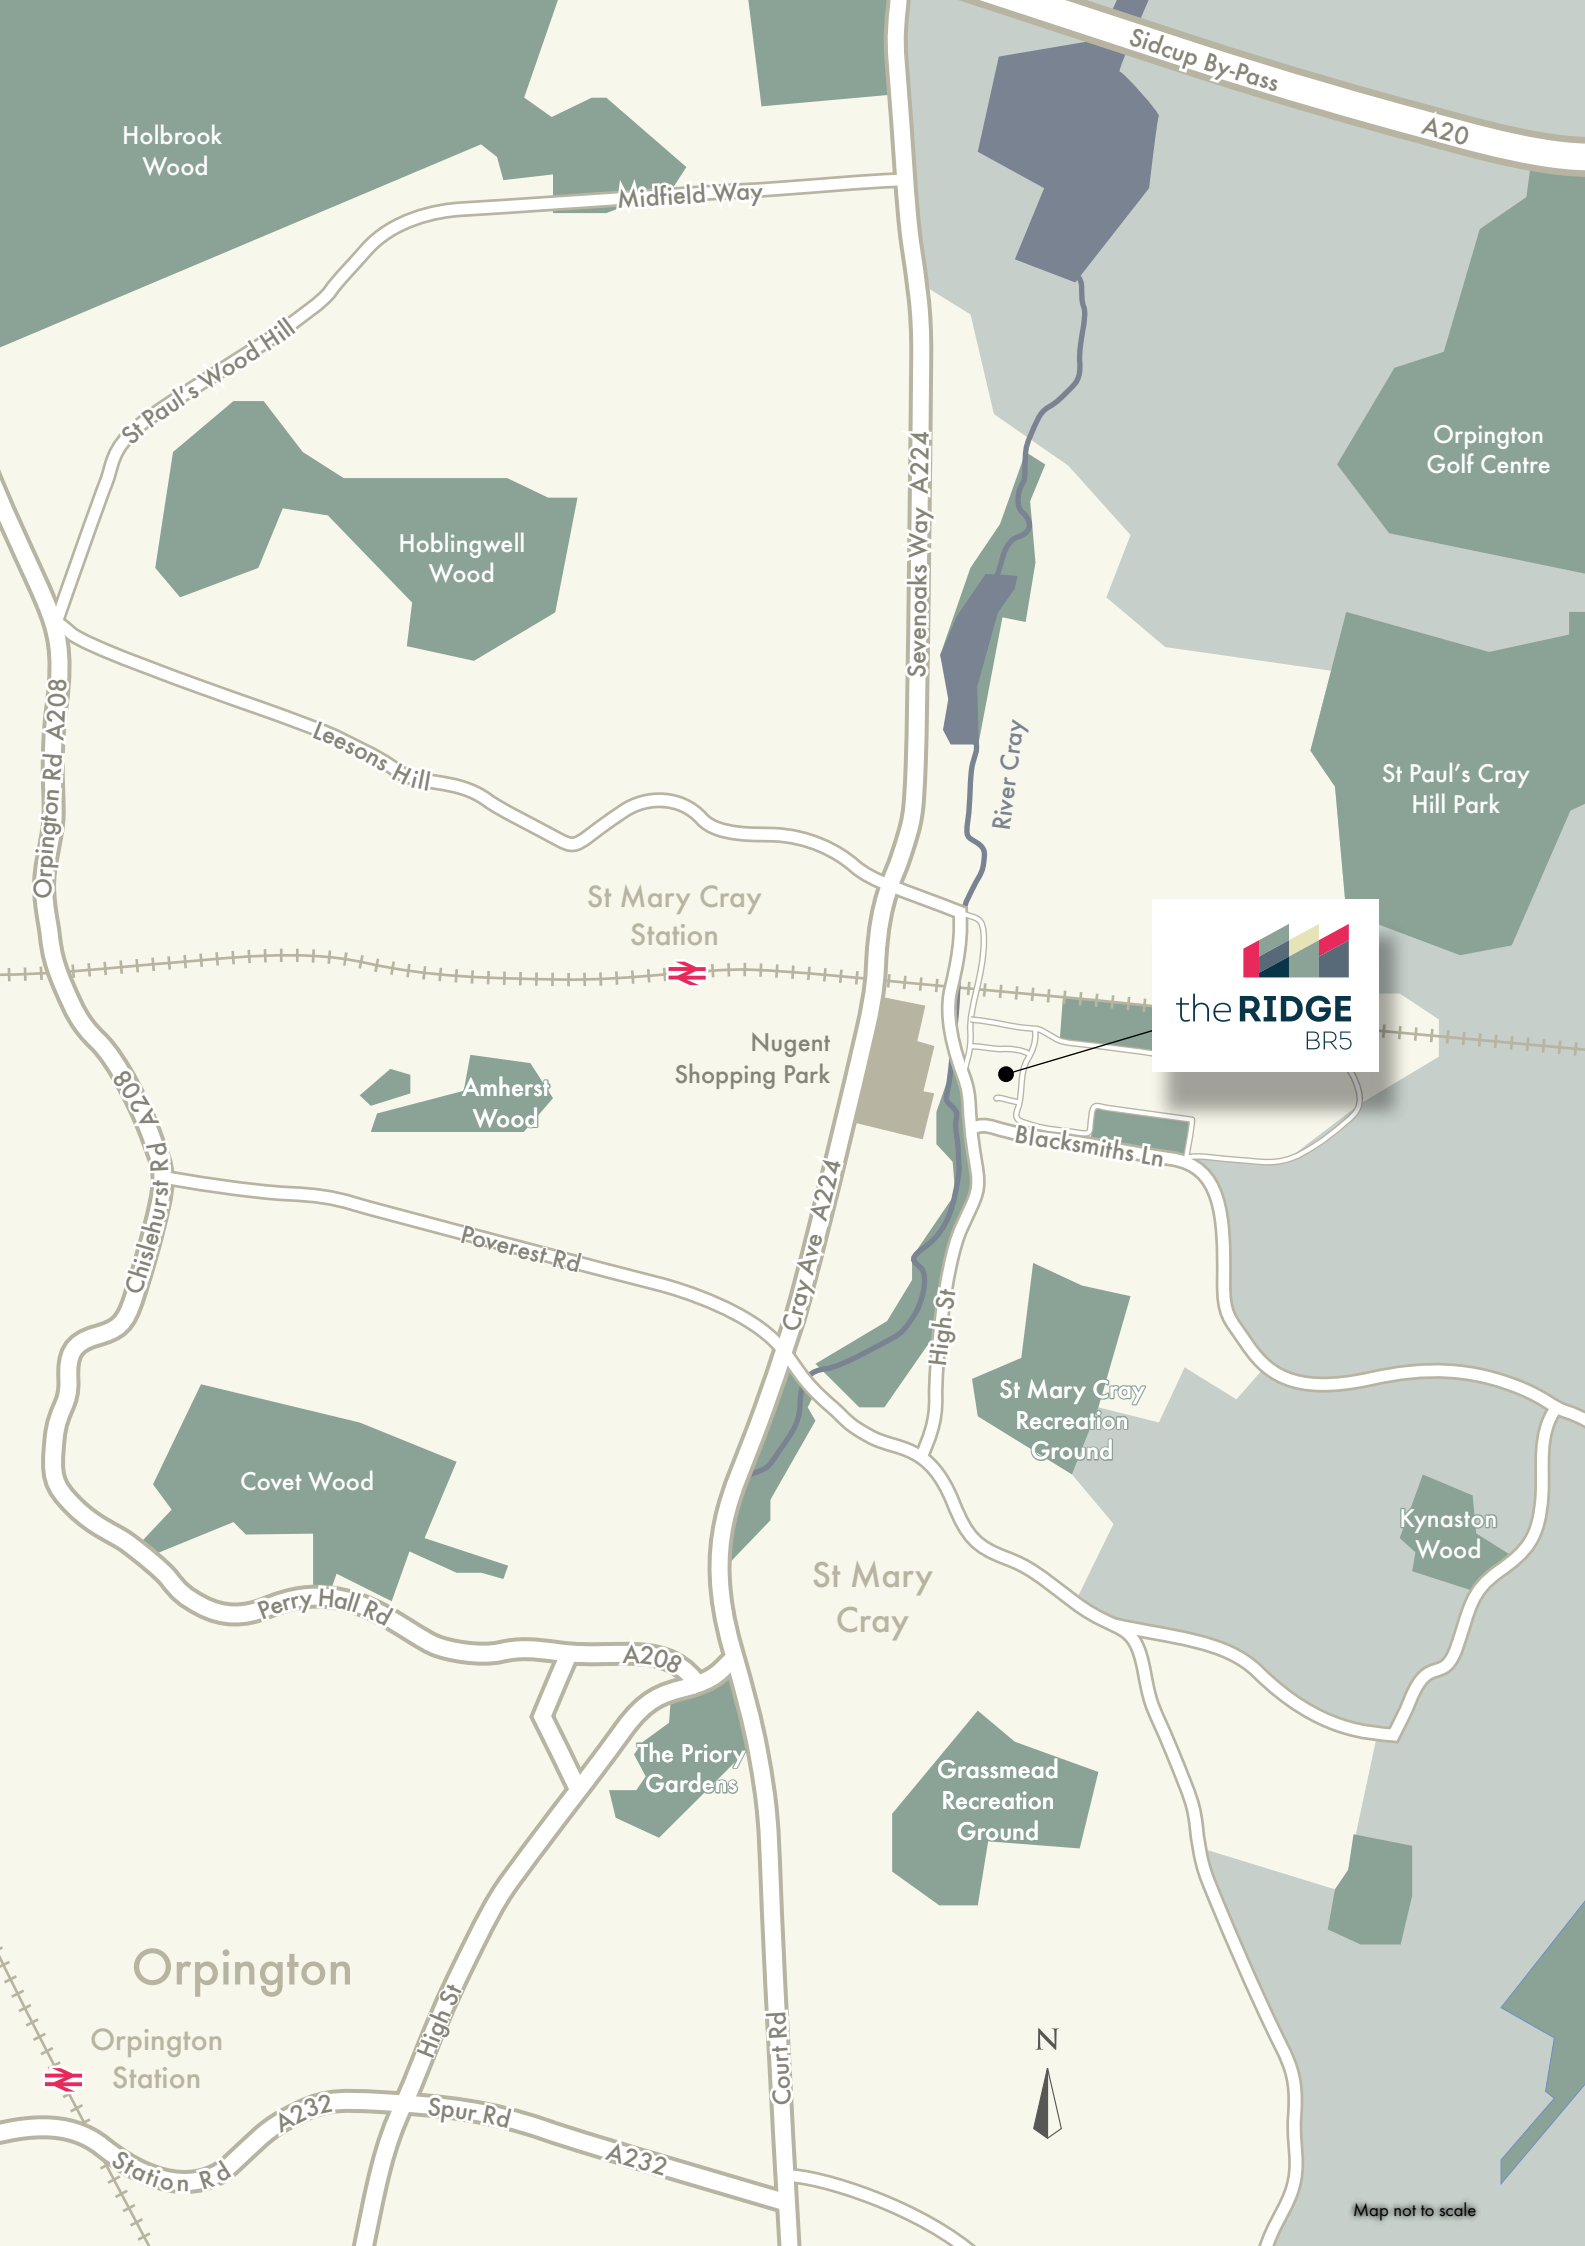 Sidcup By-Pass
A20
Holbrook
Wood
Midfield Way
St Paul's Wood Hill
Orpington
Golf Centre
Sevenoaks Way A224
Hoblingwell
Wood
Orpington Rd A208
Leesons Hill
River Cray
St Paul's Cray
Hill Park
St Mary Cray
Station
the RIDGE
BR5
Nugent
Shopping Park
Amherst
Wood
A208
Chislehurst Rd
Blacksmiths Ln
Cray Ave A224
Poverest Rd
High St
St Mary Cray
Recreation
Ground
Covet Wood
Kynaston
Wood
St Mary
Cray
Perry Hall Rd
A208
The Priory
Gardens
Grassmead
Recreation
Ground
Orpington
Orpington
Station
High St
Court Rd
N
A232
Spur Rd
Station Rd
A232
Map not to scale